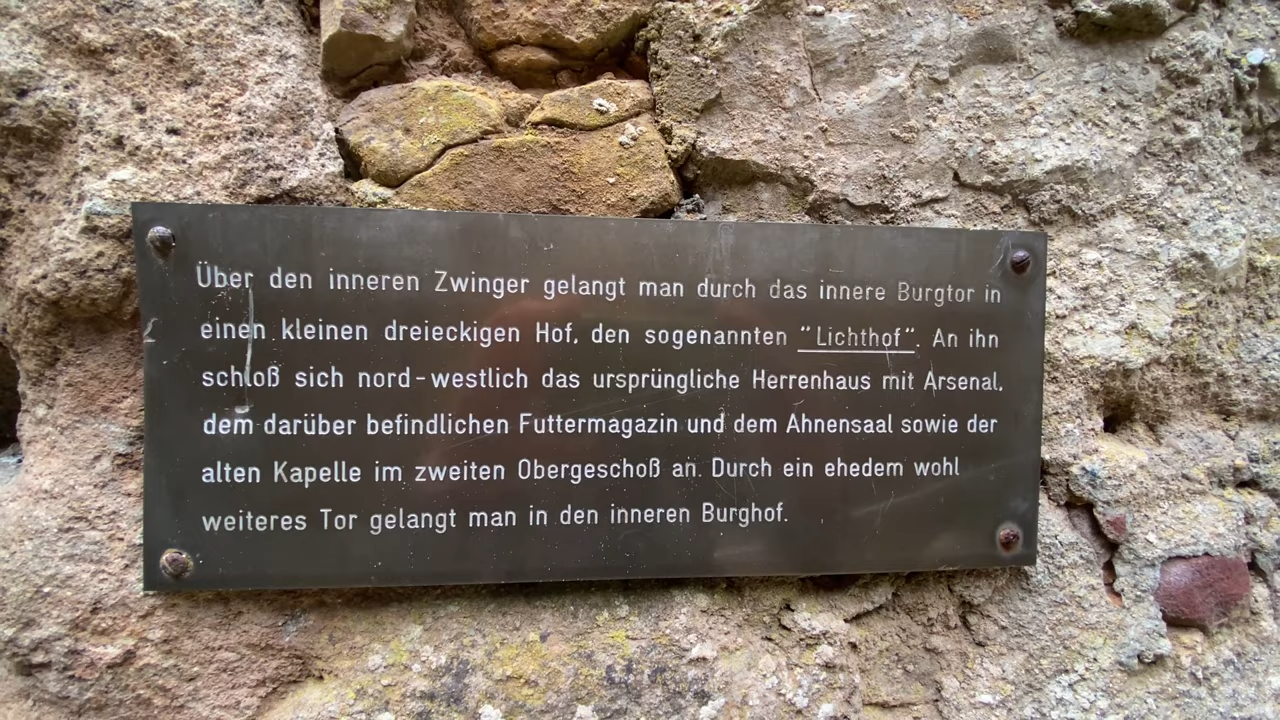 Über den inneren Zwinger gelangt man durch das innere Burgtor in
einen kleinen dreieckigen Hof, den sogenannten "Lichthof". An ihn
schloß sich nord-westlich das ursprüngliche Herrenhaus mit Arsenal,
dem darüber befindlichen Futtermagazin und dem Ahnensaal sowie der
alten Kapelle im zweiten Obergeschoß an. Durch ein ehedem wohl
weiteres Tor gelangt man in den inneren Burghof.